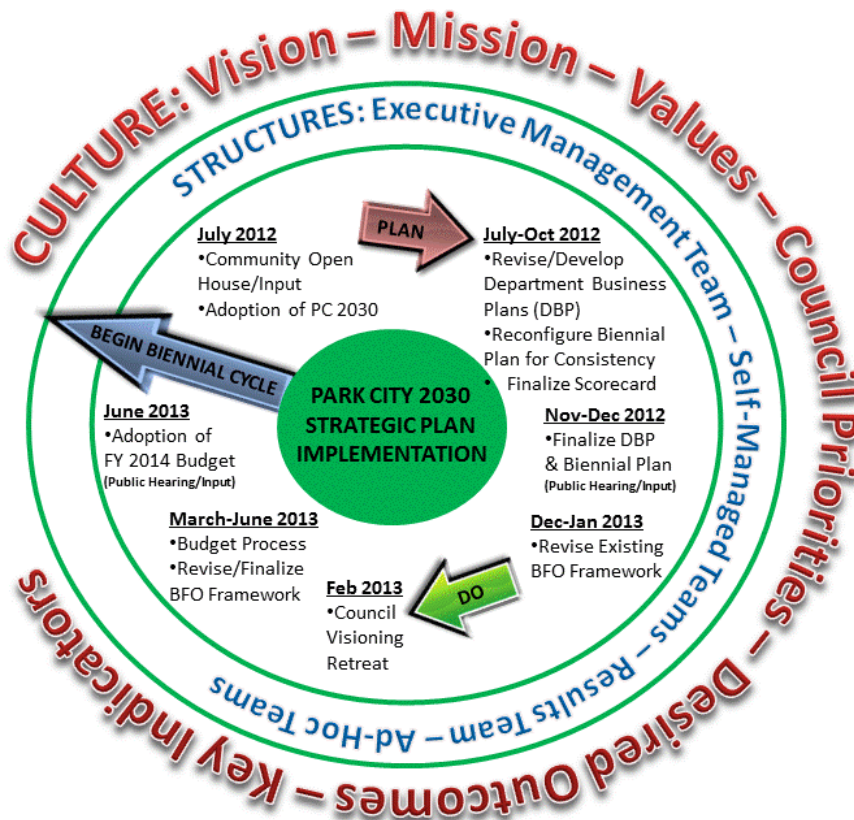 CULTURE: Vision – Mission – Values – Council Priorities – Desired Outcomes – Key Indicators
STRUCTURES: Executive Management Team – Self-Managed Teams – Results Team – Ad-Hoc Teams
July 2012
•Community Open
House/Input
•Adoption of PC 2030
PLAN
July-Oct 2012
•Revise/Develop
Department Business
Plans (DBP)
•Reconfigure Biennial
Plan for Consistency
• Finalize Scorecard
BEGIN BIENNIAL CYCLE
PARK CITY 2030
STRATEGIC PLAN
IMPLEMENTATION
Nov-Dec 2012
•Finalize DBP
& Biennial Plan
(Public Hearing/Input)
Dec-Jan 2013
•Revise Existing
BFO Framework
DO
Feb 2013
•Council
Visioning
Retreat
March-June 2013
•Budget Process
•Revise/Finalize
BFO Framework
June 2013
•Adoption of
FY 2014 Budget
(Public Hearing/Input)